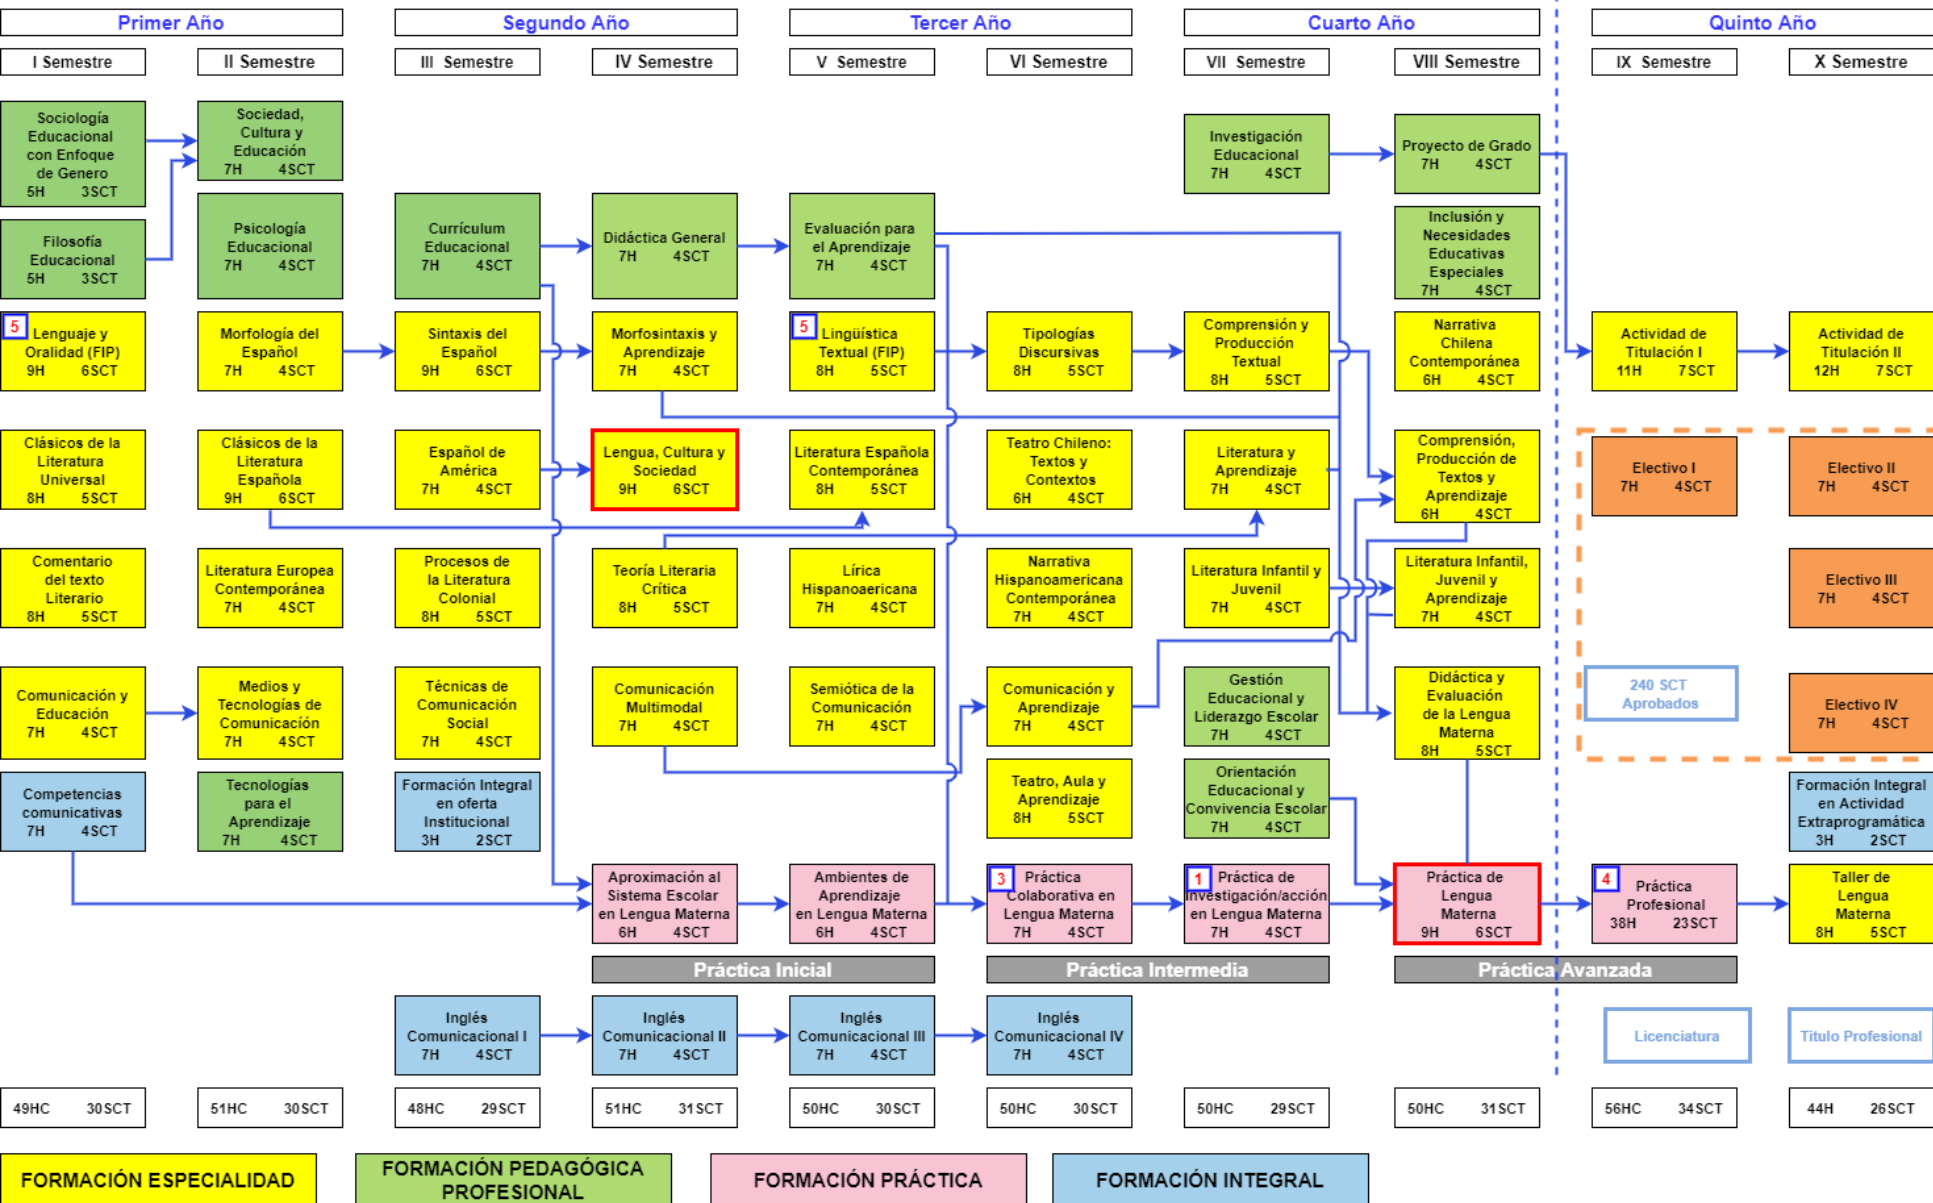 Primer Año
Segundo Año
Tercer Año
Cuarto Año
Quinto Año
I Semestre
II Semestre
III Semestre
IV Semestre
V Semestre
VI Semestre
VII Semestre
VIII Semestre
IX Semestre
X Semestre
Sociología
Educacional
con Enfoque
de Genero
5H 3SCT
Sociedad,
Cultura y
Educación
7H 4SCT
Investigación
Educacional
7H 4SCT
Proyecto de Grado
7H 4SCT
Filosofía
Educacional
5H 3SCT
Psicología
Educacional
7H 4SCT
Currículum
Educacional
7H 4SCT
Didáctica General
7H 4SCT
Evaluación para
el Aprendizaje
7H 4SCT
Inclusión y
Necesidades
Educativas
Especiales
7H 4SCT
5
Lenguaje y
Oralidad (FIP)
9H 6SCT
Morfología del
Español
7H 4SCT
Sintaxis del
Español
9H 6SCT
Morfosintaxis y
Aprendizaje
7H 4SCT
5
Lingüística
Textual (FIP)
8H 5SCT
Tipologías
Discursivas
8H 5SCT
Comprensión y
Producción
Textual
8H 5SCT
Narrativa
Chilena
Contemporánea
6H 4SCT
Actividad de
Titulación I
11H 7SCT
Actividad de
Titulación II
12H 7SCT
Clásicos de la
Literatura
Universal
8H 5SCT
Clásicos de la
Literatura
Española
9H 6SCT
Español de
América
7H 4SCT
Lengua, Cultura y
Sociedad
9H 6SCT
Literatura Española
Contemporánea
8H 5SCT
Teatro Chileno:
Textos y
Contextos
6H 4SCT
Literatura y
Aprendizaje
7H 4SCT
Comprensión,
Producción de
Textos y
Aprendizaje
6H 4SCT
Electivo I
7H 4SCT
Electivo II
7H 4SCT
Comentario
del texto
Literario
8H 5SCT
Literatura Europea
Contemporánea
7H 4SCT
Procesos de
la Literatura
Colonial
8H 5SCT
Teoría Literaria
Crítica
8H 5SCT
Lírica
Hispanoaericana
7H 4SCT
Narrativa
Hispanoamericana
Contemporánea
7H 4SCT
Literatura Infantil y
Juvenil
7H 4SCT
Literatura Infantil,
Juvenil y
Aprendizaje
7H 4SCT
Electivo III
7H 4SCT
Comunicación y
Educación
7H 4SCT
Medios y
Tecnologías de
Comunicación
7H 4SCT
Técnicas de
Comunicación
Social
7H 4SCT
Comunicación
Multimodal
7H 4SCT
Semiótica de la
Comunicación
7H 4SCT
Comunicación y
Aprendizaje
7H 4SCT
Gestión
Educacional y
Liderazgo Escolar
7H 4SCT
Didáctica y
Evaluación
de la Lengua
Materna
8H 5SCT
240 SCT
Aprobados
Electivo IV
7H 4SCT
Competencias
comunicativas
7H 4SCT
Tecnologías
para el
Aprendizaje
7H 4SCT
Formación Integral
en oferta
Institucional
3H 2SCT
Teatro, Aula y
Aprendizaje
8H 5SCT
Orientación
Educacional y
Convivencia Escolar
7H 4SCT
Formación Integral
en Actividad
Extraprogramática
3H 2SCT
Aproximación al
Sistema Escolar
en Lengua Materna
6H 4SCT
Ambientes de
Aprendizaje
en Lengua Materna
6H 4SCT
3
Práctica
Colaborativa en
Lengua Materna
7H 4SCT
1
Práctica de
Investigación/acción
en Lengua Materna
7H 4SCT
Práctica de
Lengua
Materna
9H 6SCT
4
Práctica
Profesional
38H 23SCT
Taller de
Lengua
Materna
8H 5SCT
Práctica Inicial
Práctica Intermedia
Práctica Avanzada
Inglés
Comunicacional I
7H 4SCT
Inglés
Comunicacional II
7H 4SCT
Inglés
Comunicacional III
7H 4SCT
Inglés
Comunicacional IV
7H 4SCT
Licenciatura
Titulo Profesional
49HC 30SCT
51HC 30SCT
48HC 29SCT
51HC 31SCT
50HC 30SCT
50HC 30SCT
50HC 29SCT
50HC 31SCT
56HC 34SCT
44H 26SCT
FORMACIÓN ESPECIALIDAD
FORMACIÓN PEDAGÓGICA
PROFESIONAL
FORMACIÓN PRÁCTICA
FORMACIÓN INTEGRAL